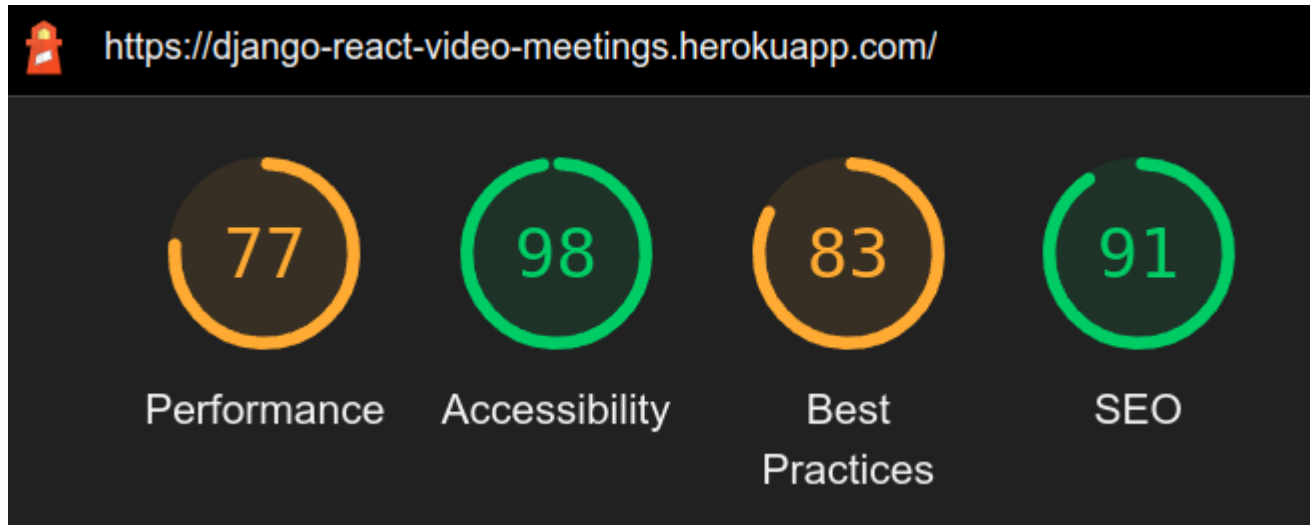 https://django-react-video-meetings.herokuapp.com/
77
98
83
91
Performance
Accessibility
Best
Practices
SEO